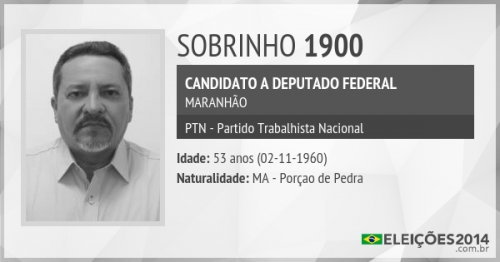 SOBRINHO 1900
CANDIDATO A DEPUTADO FEDERAL
MARANHÃO
PTN - Partido Trabalhista Nacional
Idade: 53 anos (02-11-1960)
Naturalidade: MA - Porçao de Pedra
ELEIÇÕES2014
.com.br